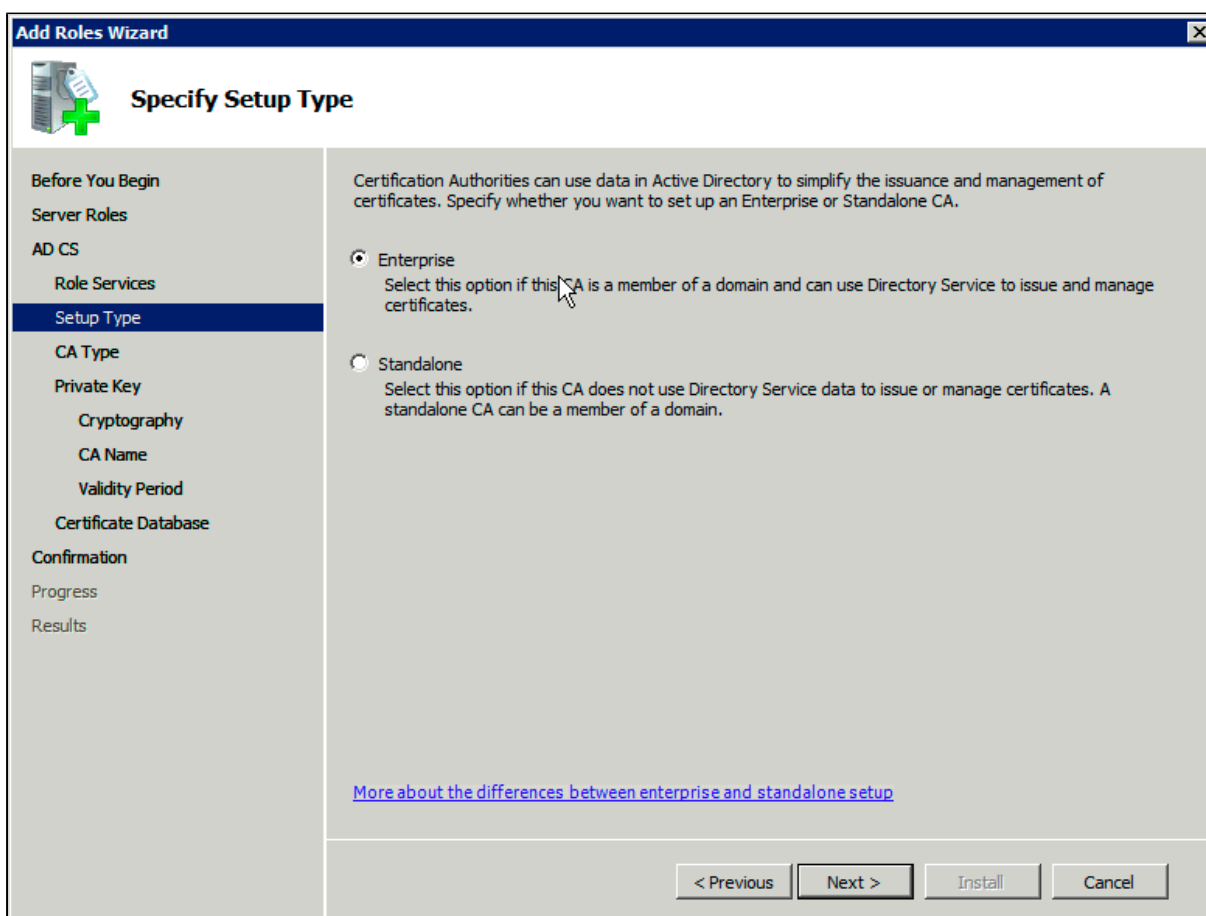 Add Roles Wizard
Specify Setup Type
Before You Begin
Server Roles
AD CS
Role Services
Setup Type
CA Type
Private Key
Cryptography
CA Name
Validity Period
Certificate Database
Confirmation
Progress
Results
Certification Authorities can use data in Active Directory to simplify the issuance and management of
certificates. Specify whether you want to set up an Enterprise or Standalone CA.
Enterprise
Select this option if this CA is a member of a domain and can use Directory Service to issue and manage
certificates.
Standalone
Select this option if this CA does not use Directory Service data to issue or manage certificates. A
standalone CA can be a member of a domain.
More about the differences between enterprise and standalone setup
< Previous
Next >
Install
Cancel